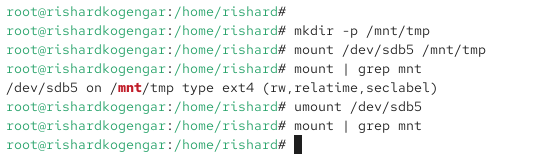 root@rishardkogengar:/home/rishard#
root@rishardkogengar:/home/rishard# mkdir -p /mnt/tmp
root@rishardkogengar:/home/rishard# mount /dev/sdb5 /mnt/tmp
root@rishardkogengar:/home/rishard# mount | grep mnt
/dev/sdb5 on /mnt/tmp type ext4 (rw,relatime,seclabel)
root@rishardkogengar:/home/rishard# umount /dev/sdb5
root@rishardkogengar:/home/rishard# mount | grep mnt
root@rishardkogengar:/home/rishard#